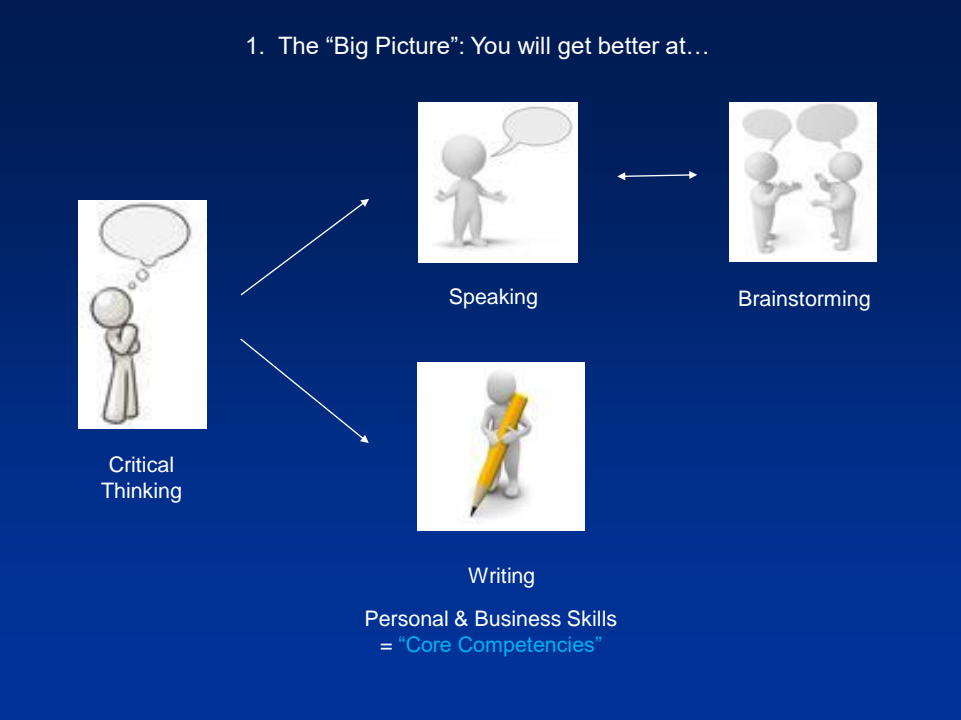 1. The “Big Picture”: You will get better at…
Speaking
Brainstorming
Critical
Thinking
Writing
Personal & Business Skills
= “Core Competencies”